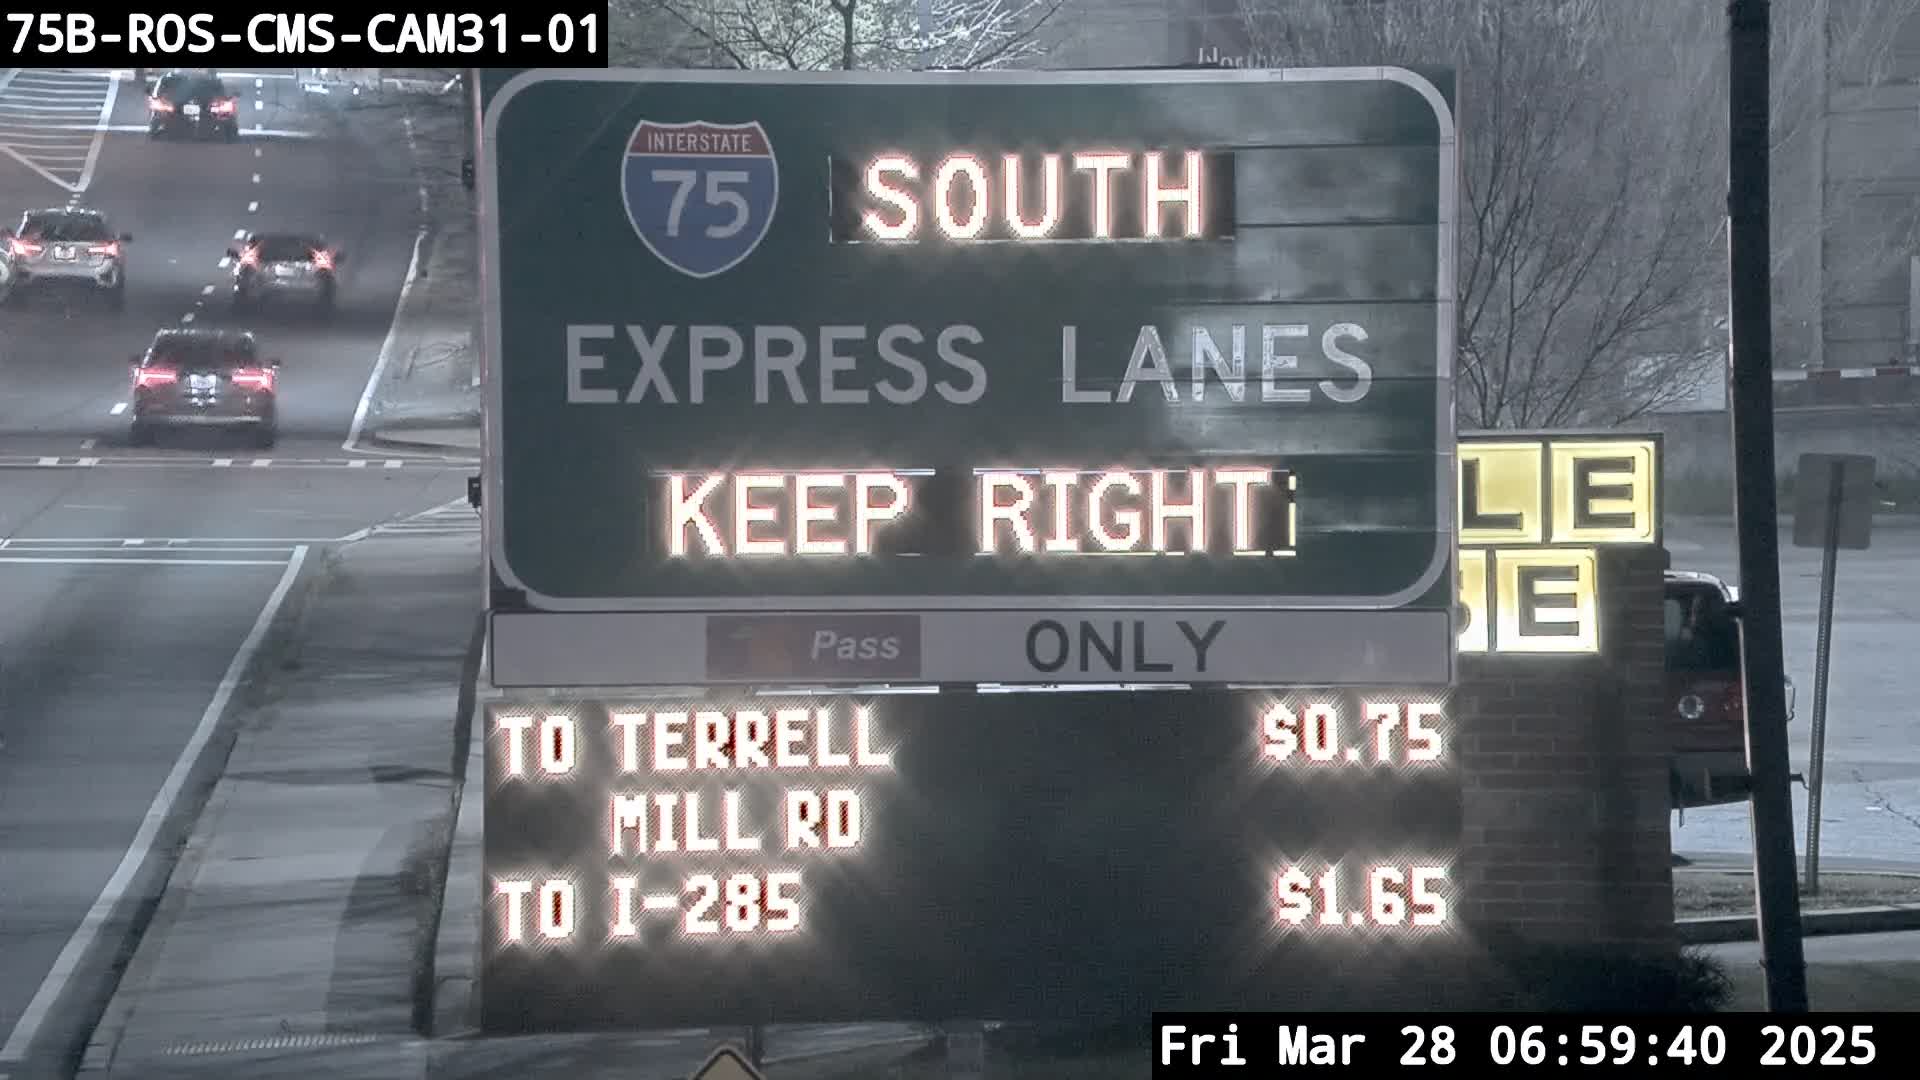 75B-ROS-CMS-CAM31-01
INTERSTATE
75
SOUTH
EXPRESS LANES
KEEP RIGHT
Pass ONLY
LE
E
TO TERRELL $0.75
MILL RD
TO I-285 $1.65
Fri Mar 28 06:59:40 2025